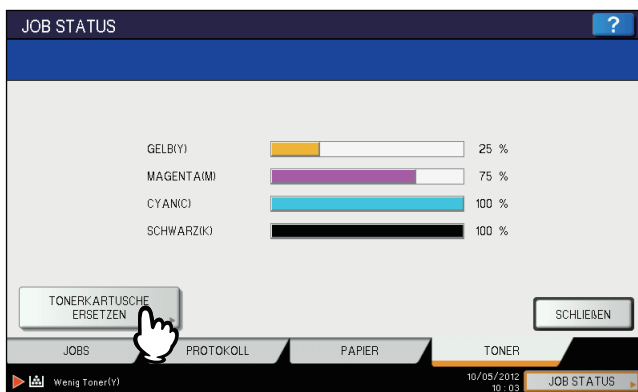 JOB STATUS ?
GELB(Y) 25 %
MAGENTA(M) 75 %
CYAN(C) 100 %
SCHWARZ(K) 100 %
TONERKARTUSCHE
ERSETZEN
SCHLIEßEN
JOBS PROTOKOLL PAPIER TONER
Wenig Toner(Y) 10/05/2012
10 : 03 JOB STATUS